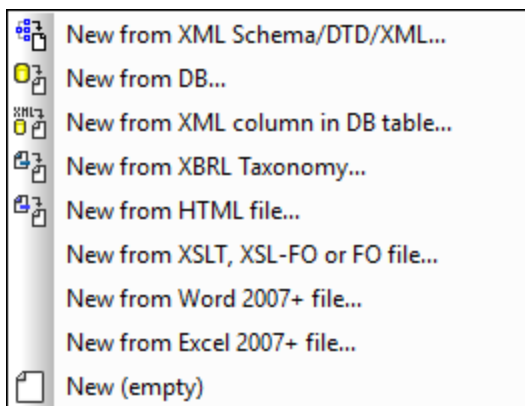 New from XML Schema/DTD/XML...
New from DB...
XML
New from XML column in DB table...
New from XBRL Taxonomy...
New from HTML file...
New from XSLT, XSL-FO or FO file...
New from Word 2007+ file...
New from Excel 2007+ file...
New (empty)